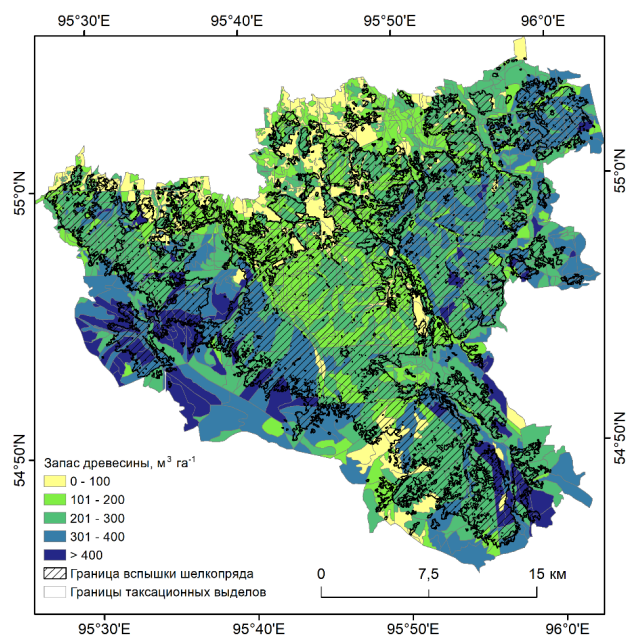 95°30'E 95°40'E 95°50'E 96°0'E
55°0'N 55°0'N
54°50'N 54°50'N
Запас древесины, м³ га⁻¹
0 - 100
101 - 200
201 - 300
301 - 400
> 400
Граница вспышки шелкопряда
Границы таксационных выделов
0 7,5 15 км
95°30'E 95°40'E 95°50'E 96°0'E